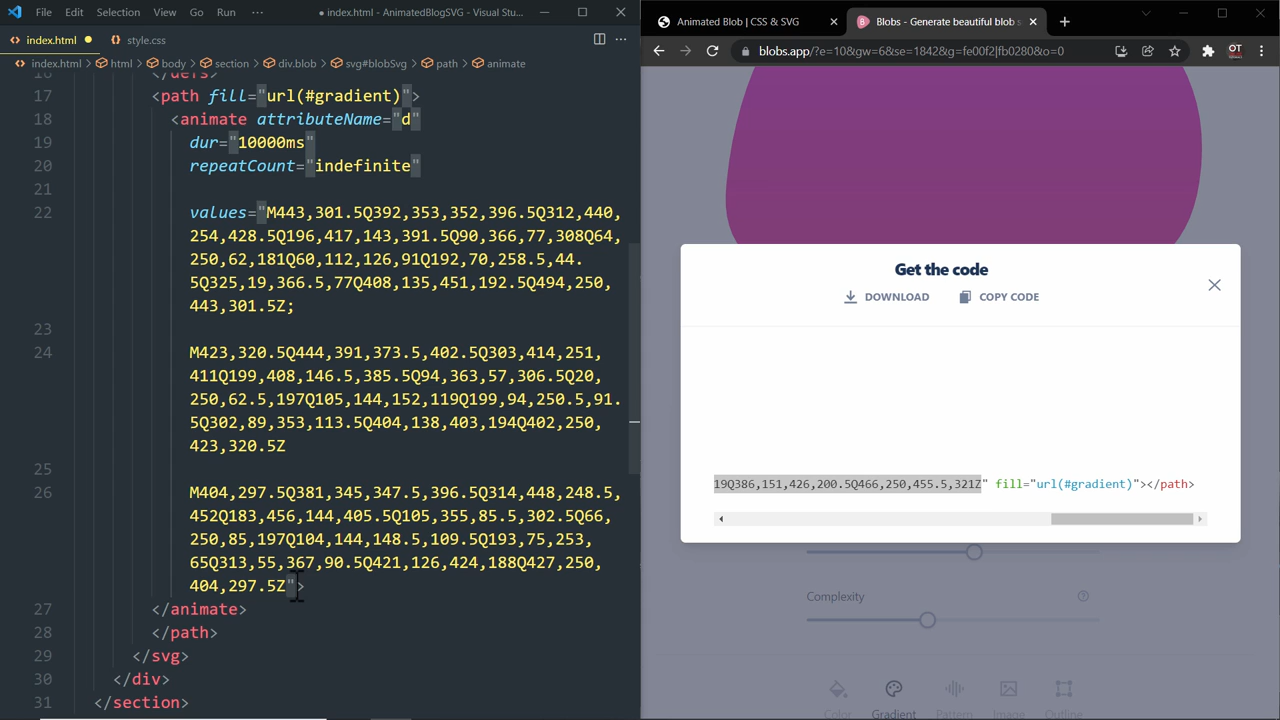 File Edit Selection View Go Run ··· ● index.html - AnimatedBlogSVG - Visual Stu...
index.html ● style.css
index.html > html > body > section > div.blob > svg#blobSvg > path > animate
16 </defs>
17 <path fill="url(#gradient)">
18 <animate attributeName="d"
19 dur="10000ms"
20 repeatCount="indefinite"
21
22 values="M443,301.5Q392,353,352,396.5Q312,440,
254,428.5Q196,417,143,391.5Q90,366,77,308Q64,
250,62,181Q60,112,126,91Q192,70,258.5,44.
5Q325,19,366.5,77Q408,135,451,192.5Q494,250,
443,301.5Z;
23
24 M423,320.5Q444,391,373.5,402.5Q303,414,251,
411Q199,408,146.5,385.5Q94,363,57,306.5Q20,
250,62.5,197Q105,144,152,119Q199,94,250.5,91.
5Q302,89,353,113.5Q404,138,403,194Q402,250,
423,320.5Z
25
26 M404,297.5Q381,345,347.5,396.5Q314,448,248.5,
452Q183,456,144,405.5Q105,355,85.5,302.5Q66,
250,85,197Q104,144,148.5,109.5Q193,75,253,
65Q313,55,367,90.5Q421,126,424,188Q427,250,
404,297.5Z">
27 </animate>
28 </path>
29 </svg>
30 </div>
31 </section>
Animated Blob | CSS & SVG
Blobs - Generate beautiful blob s
blobs.app/?e=10&gw=6&se=1842&g=fe00f2|fb0280&o=0
OT
Get the code
DOWNLOAD COPY CODE
19Q386,151,426,200.5Q466,250,455.5,321Z" fill="url(#gradient)"></path>
Complexity
Color Gradient Pattern Image Outline